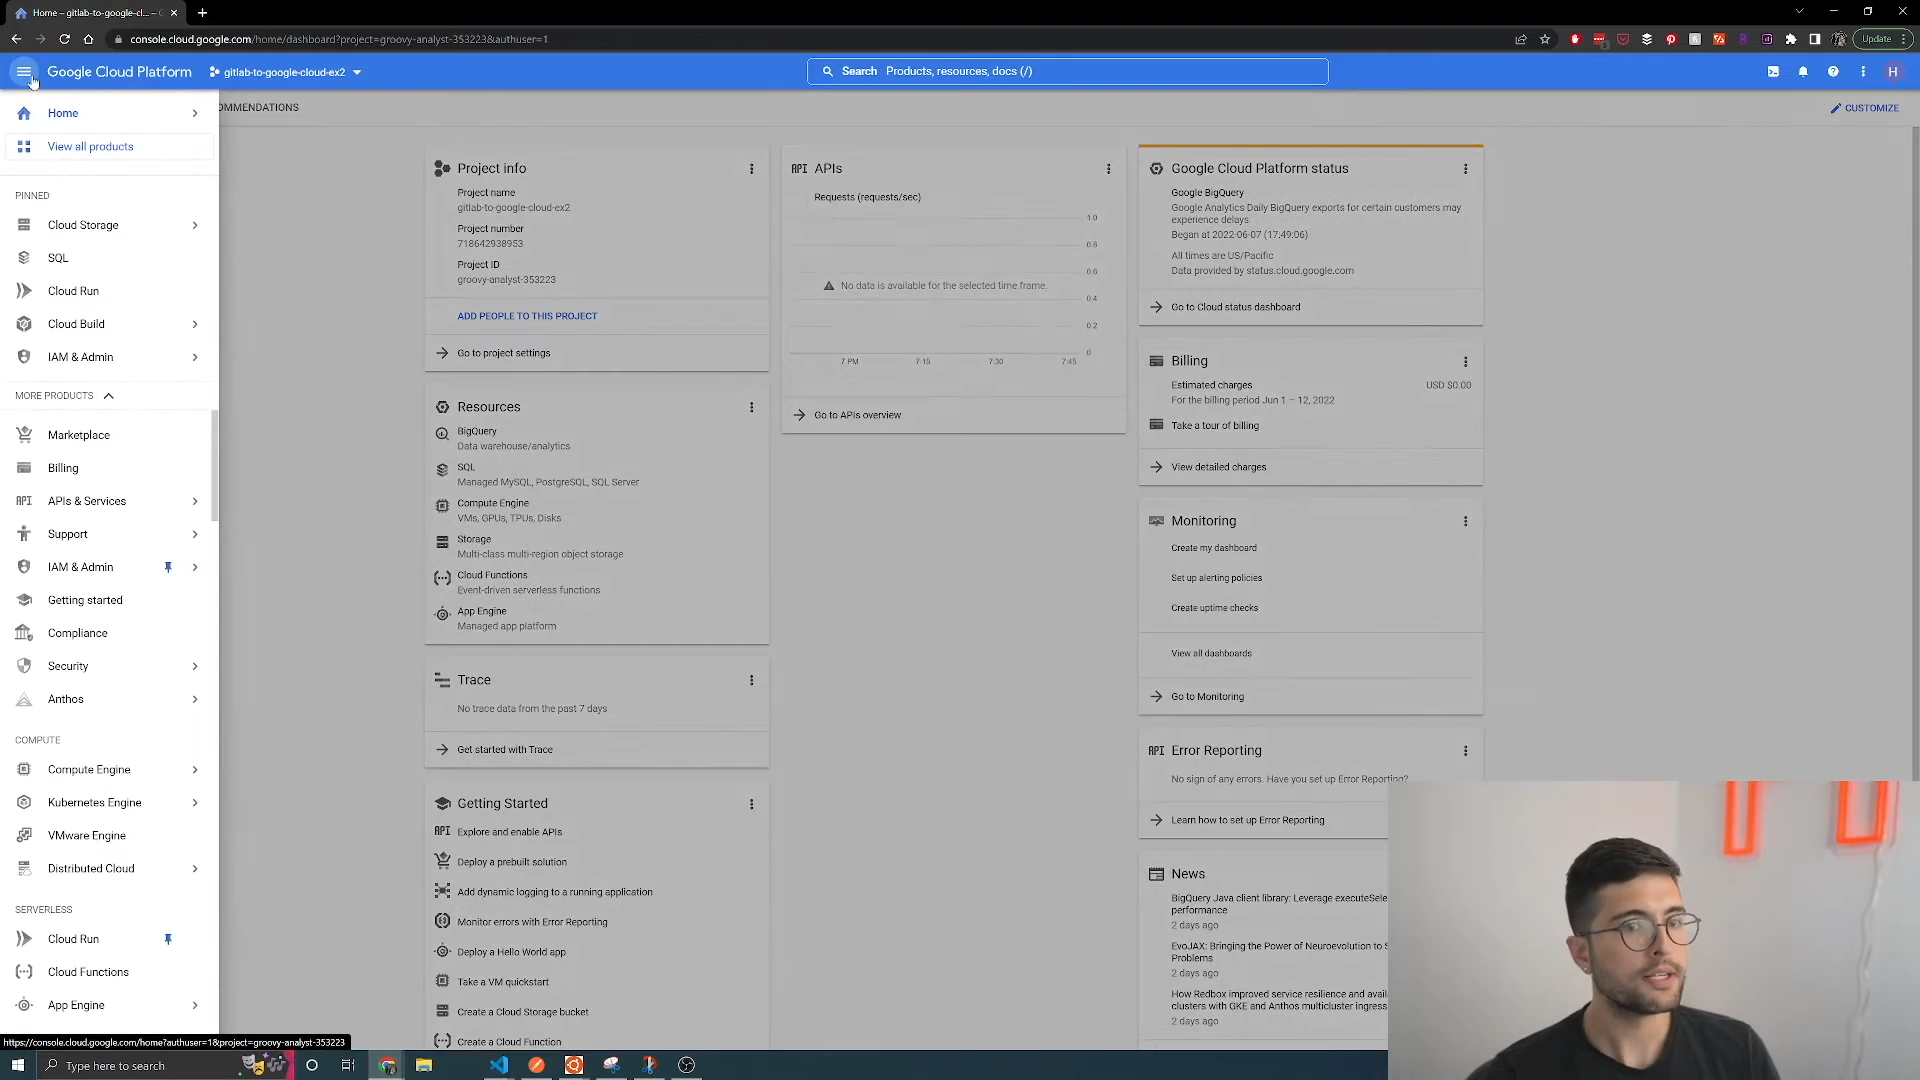 Home – gitlab-to-google-cl...
console.cloud.google.com/home/dashboard?project=groovy-analyst-353223&authuser=1
Update
Google Cloud Platform
gitlab-to-google-cloud-ex2
Search Products, resources, docs (/)
H
Home
View all products
PINNED
Cloud Storage
SQL
Cloud Run
Cloud Build
IAM & Admin
MORE PRODUCTS
Marketplace
Billing
API APIs & Services
Support
IAM & Admin
Getting started
Compliance
Security
Anthos
COMPUTE
Compute Engine
Kubernetes Engine
VMware Engine
Distributed Cloud
SERVERLESS
Cloud Run
Cloud Functions
App Engine
OMMENDATIONS
CUSTOMIZE
Project info
Project name
gitlab-to-google-cloud-ex2
Project number
718642938953
Project ID
groovy-analyst-353223
ADD PEOPLE TO THIS PROJECT
Go to project settings
Resources
BigQuery
Data warehouse/analytics
SQL
Managed MySQL, PostgreSQL, SQL Server
Compute Engine
VMs, GPUs, TPUs, Disks
Storage
Multi-class multi-region object storage
Cloud Functions
Event-driven serverless functions
App Engine
Managed app platform
Trace
No trace data from the past 7 days
Get started with Trace
Getting Started
API Explore and enable APIs
Deploy a prebuilt solution
Add dynamic logging to a running application
Monitor errors with Error Reporting
Deploy a Hello World app
Take a VM quickstart
Create a Cloud Storage bucket
Create a Cloud Function
API APIs
Requests (requests/sec)
1.0
0.8
0.6
No data is available for the selected time frame.
0.4
0.2
0
7 PM 7:15 7:30 7:45
Go to APIs overview
Google Cloud Platform status
Google BigQuery
Google Analytics Daily BigQuery exports for certain customers may
experience delays
Began at 2022-06-07 (17:49:06)
All times are US/Pacific
Data provided by status.cloud.google.com
Go to Cloud status dashboard
Billing
Estimated charges USD $0.00
For the billing period Jun 1 – 12, 2022
Take a tour of billing
View detailed charges
Monitoring
Create my dashboard
Set up alerting policies
Create uptime checks
View all dashboards
Go to Monitoring
API Error Reporting
No sign of any errors. Have you set up Error Reporting?
Learn how to set up Error Reporting
News
BigQuery Java client library: Leverage executeSele
performance
2 days ago
EvoJAX: Bringing the Power of Neuroevolution to S
Problems
2 days ago
How Redbox improved service resilience and avail
clusters with GKE and Anthos multicluster ingress
2 days ago
https://console.cloud.google.com/home?authuser=1&project=groovy-analyst-353223
Type here to search